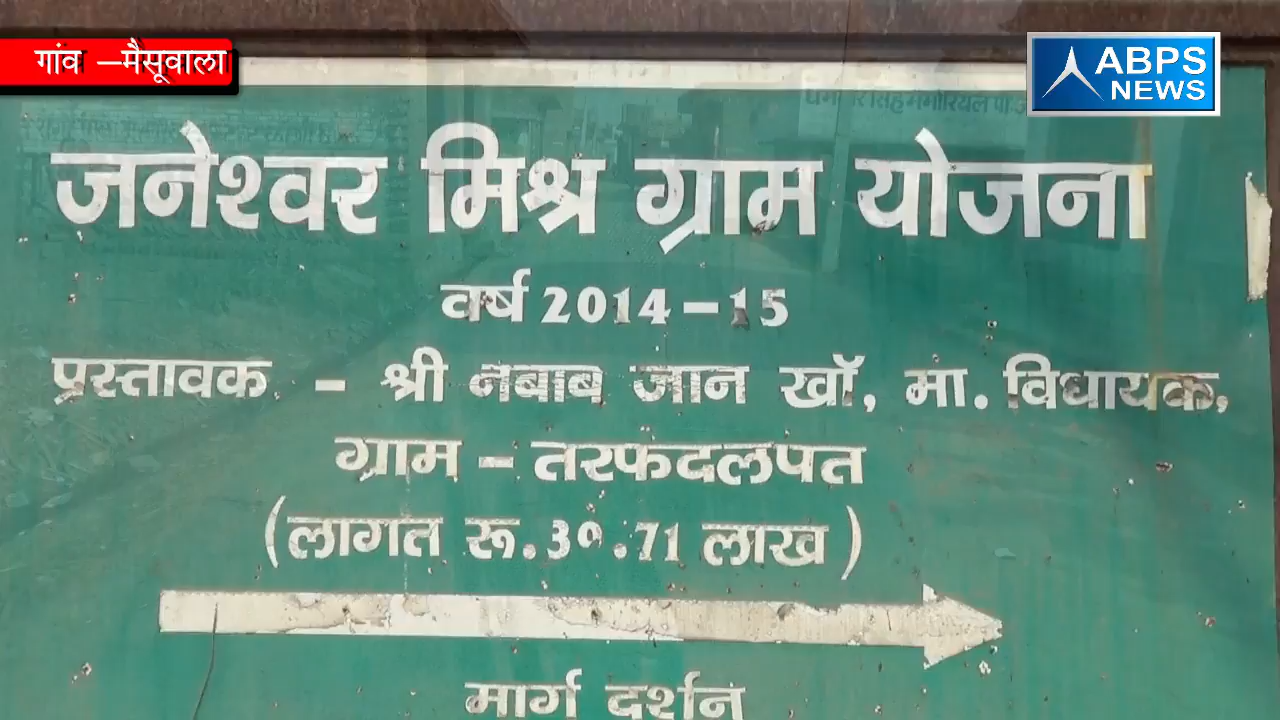 गांव –मैसूवाला
ABPS
NEWS
जनेश्वर मिश्र ग्राम योजना
वर्ष 2014-15
प्रस्तावक. - श्री नबाब जान खाँ, मा. विधायक,
ग्राम - तरफदलपत
(लागत रू.30.71 लाख)
मार्ग दर्शन